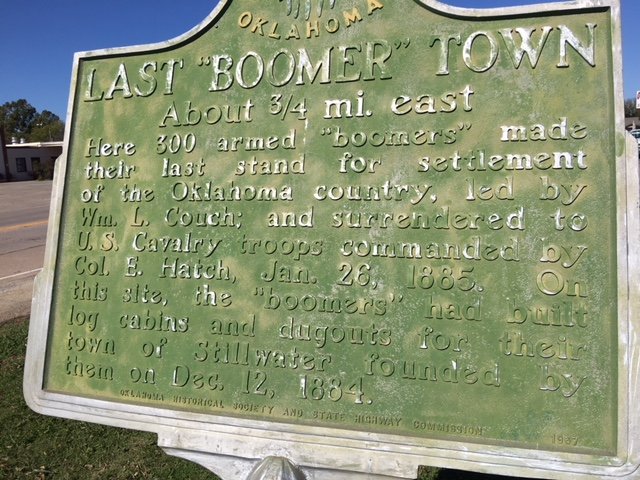 OKLAHOMA
LAST "BOOMER" TOWN
About 3/4 mi. east
Here 300 armed "boomers" made
their last stand for settlement
of the Oklahoma country, led by
Wm. L. Couch; and surrendered to
U.S. Cavalry troops commanded by
Col. E. Hatch, Jan. 26, 1885. On
this site, the "boomers" had built
log cabins and dugouts for their
town of Stillwater founded by
them on Dec. 12, 1884.
OKLAHOMA HISTORICAL SOCIETY AND STATE HIGHWAY COMMISSION 1937